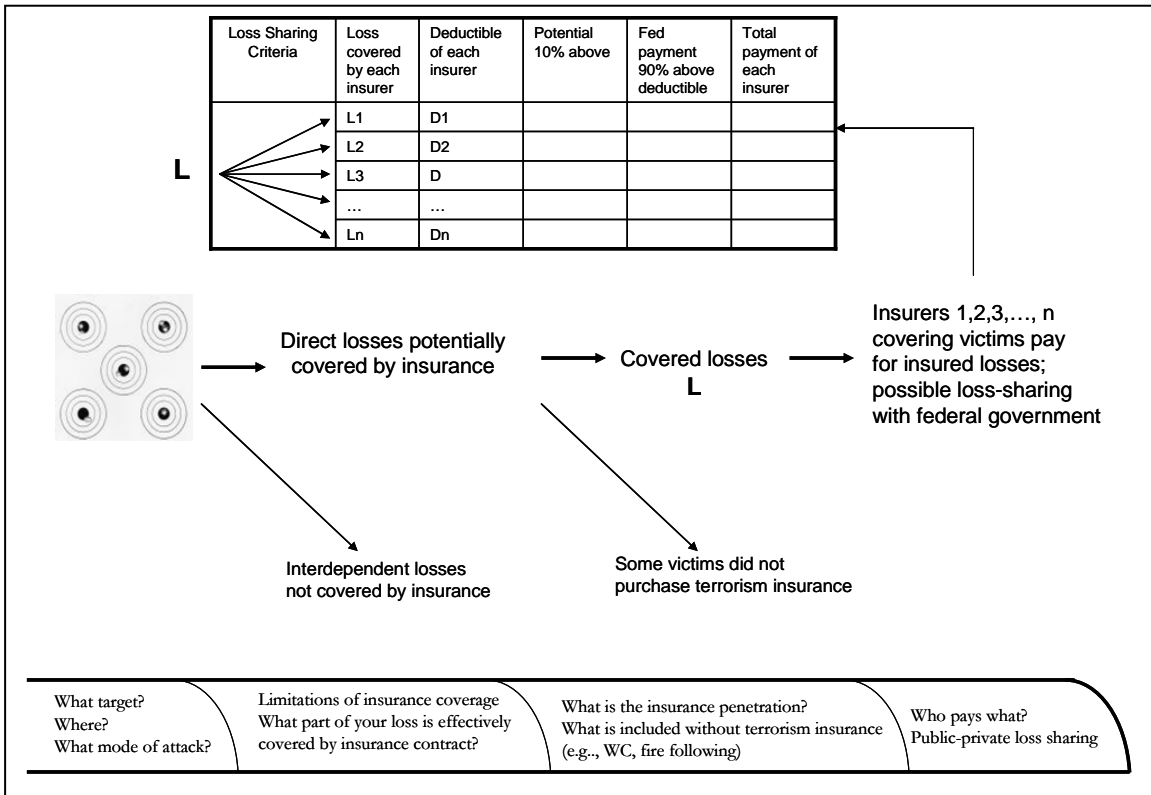 Loss Sharing
Criteria
Loss
covered
by each
insurer
Deductible
of each
insurer
Potential
10% above
Fed
payment
90% above
deductible
Total
payment of
each
insurer
L
L1
D1
L2
D2
L3
D
...
...
Ln
Dn
Direct losses potentially
covered by insurance
Covered losses
L
Insurers 1,2,3,…, n
covering victims pay
for insured losses;
possible loss-sharing
with federal government
Interdependent losses
not covered by insurance
Some victims did not
purchase terrorism insurance
What target?
Where?
What mode of attack?
Limitations of insurance coverage
What part of your loss is effectively
covered by insurance contract?
What is the insurance penetration?
What is included without terrorism insurance
(e.g.., WC, fire following)
Who pays what?
Public-private loss sharing